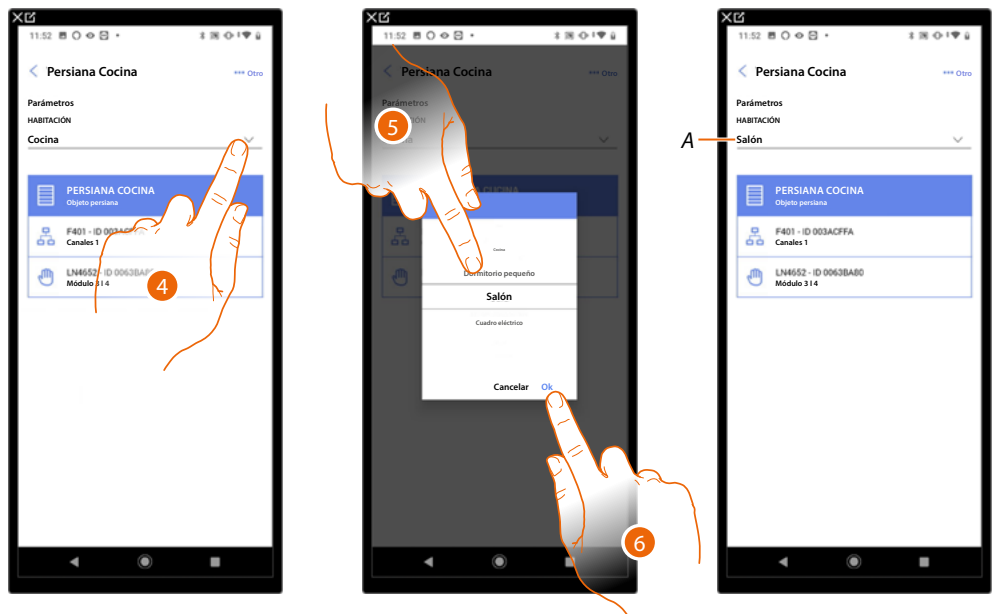 11:52
Persiana Cocina
*** Otro
Parámetros
HABITACIÓN
Cocina
PERSIANA COCINA
Objeto persiana
F401 - ID 003ACFFA
Canales 1
LN4652 - ID 0063BA80
Módulo 3 I 4
4
11:52
Persiana Cocina
*** Otro
Parámetros
5
Cocina
Dormitorio pequeño
Salón
Cuadro eléctrico
Cancelar
Ok
6
11:52
Persiana Cocina
*** Otro
Parámetros
HABITACIÓN
A
Salón
PERSIANA COCINA
Objeto persiana
F401 - ID 003ACFFA
Canales 1
LN4652 - ID 0063BA80
Módulo 3 I 4